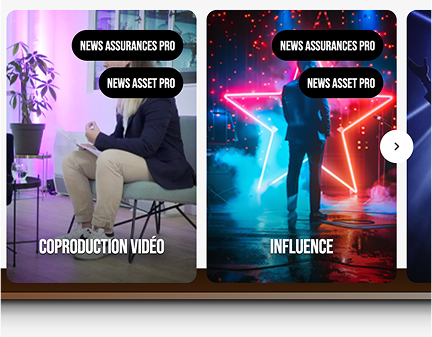 NEWS ASSURANCES PRO
NEWS ASSET PRO
COPRODUCTION VIDÉO
NEWS ASSURANCES PRO
NEWS ASSET PRO
INFLUENCE